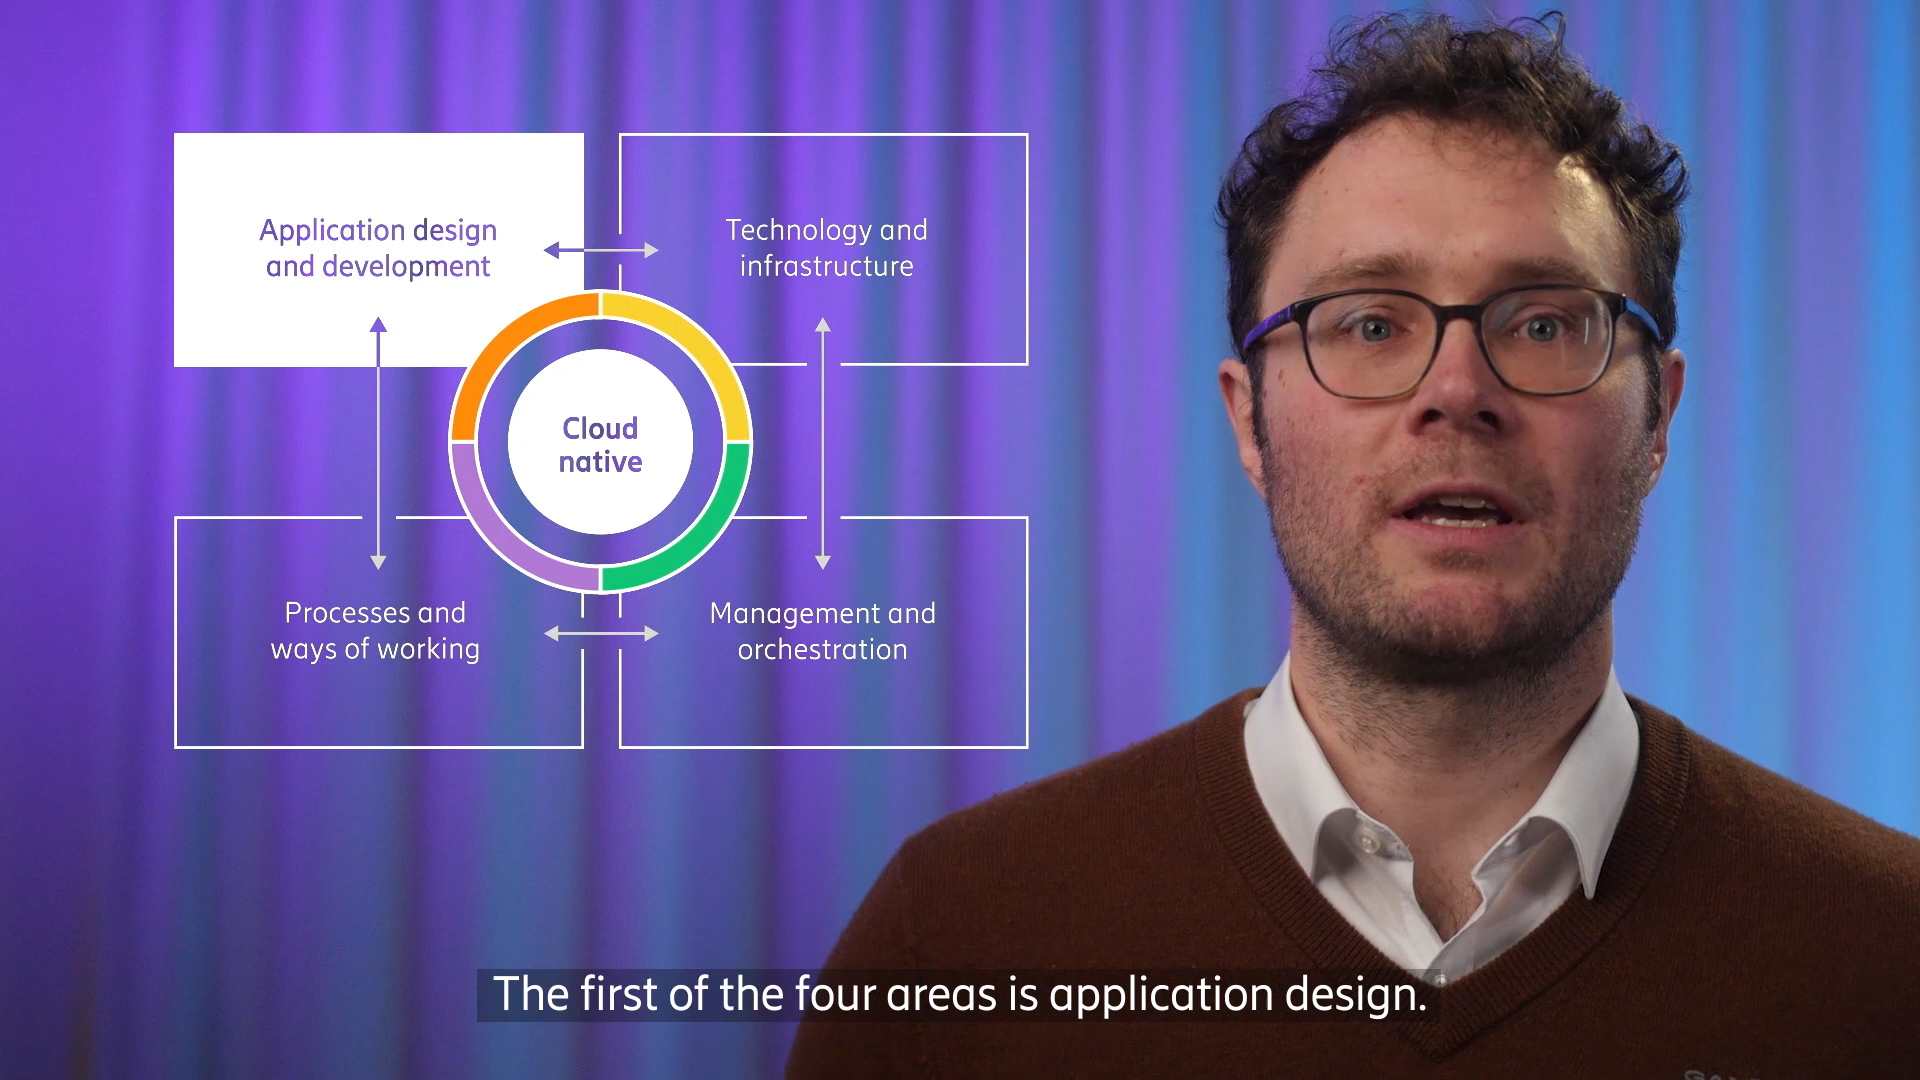 Application design
and development
Technology and
infrastructure
Cloud
native
Processes and
ways of working
Management and
orchestration
The first of the four areas is application design.